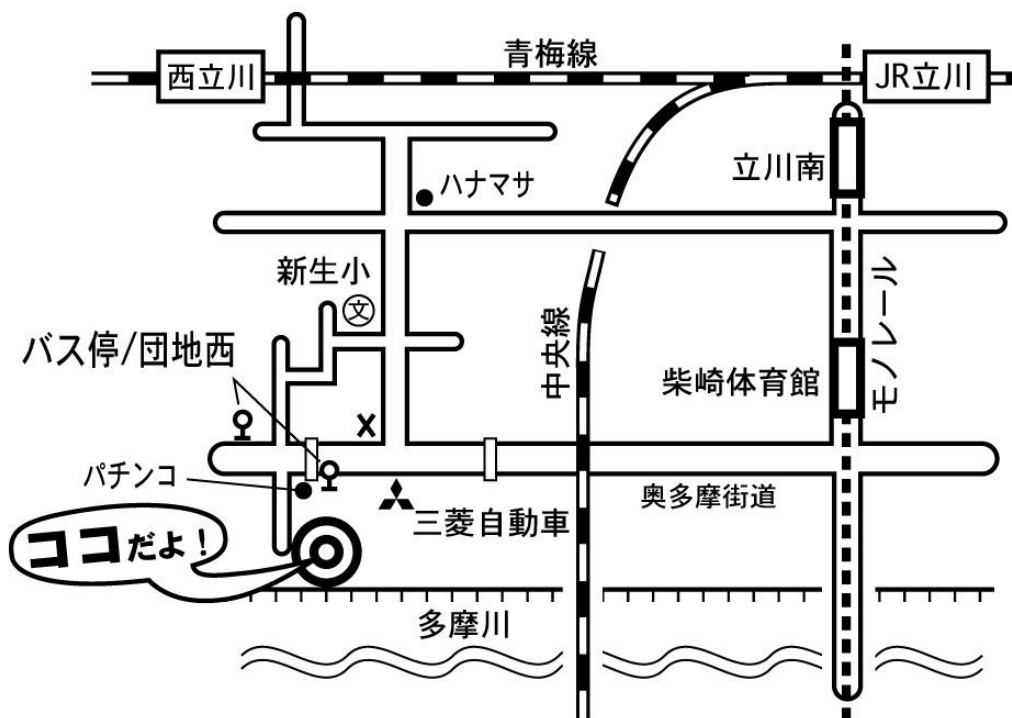 青梅線
西立川
JR立川
立川南
ハナマサ
新生小
文
バス停/団地西
中央線
モノレール
柴崎体育館
パチンコ
奥多摩街道
三菱自動車
ココだよ!
多摩川